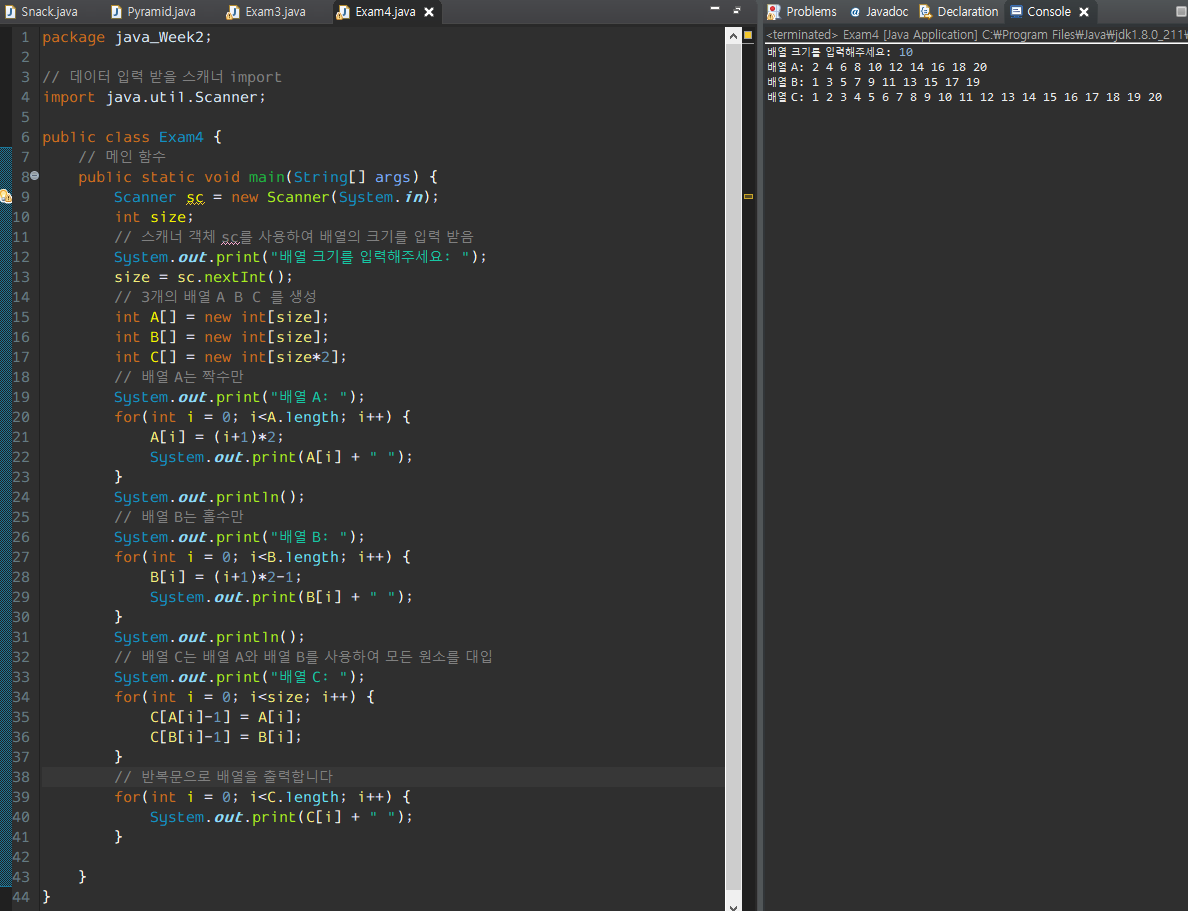 Snack.java Pyramid.java Exam3.java Exam4.java
1 package java_Week2;
2
3 // 데이터 입력 받을 스캐너 import
4 import java.util.Scanner;
5
6 public class Exam4 {
7 // 메인 함수
8 public static void main(String[] args) {
9 Scanner sc = new Scanner(System.in);
10 int size;
11 // 스캐너 객체 sc를 사용하여 배열의 크기를 입력 받음
12 System.out.print("배열 크기를 입력해주세요: ");
13 size = sc.nextInt();
14 // 3개의 배열 A B C 를 생성
15 int A[] = new int[size];
16 int B[] = new int[size];
17 int C[] = new int[size*2];
18 // 배열 A는 짝수만
19 System.out.print("배열 A: ");
20 for(int i = 0; i<A.length; i++) {
21 A[i] = (i+1)*2;
22 System.out.print(A[i] + " ");
23 }
24 System.out.println();
25 // 배열 B는 홀수만
26 System.out.print("배열 B: ");
27 for(int i = 0; i<B.length; i++) {
28 B[i] = (i+1)*2-1;
29 System.out.print(B[i] + " ");
30 }
31 System.out.println();
32 // 배열 C는 배열 A와 배열 B를 사용하여 모든 원소를 대입
33 System.out.print("배열 C: ");
34 for(int i = 0; i<size; i++) {
35 C[A[i]-1] = A[i];
36 C[B[i]-1] = B[i];
37 }
38 // 반복문으로 배열을 출력합니다
39 for(int i = 0; i<C.length; i++) {
40 System.out.print(C[i] + " ");
41 }
42
43 }
44 }
Problems Javadoc Declaration Console
<terminated> Exam4 [Java Application] C:₩Program Files₩Java₩jdk1.8.0_211₩
배열 크기를 입력해주세요: 10
배열 A: 2 4 6 8 10 12 14 16 18 20
배열 B: 1 3 5 7 9 11 13 15 17 19
배열 C: 1 2 3 4 5 6 7 8 9 10 11 12 13 14 15 16 17 18 19 20